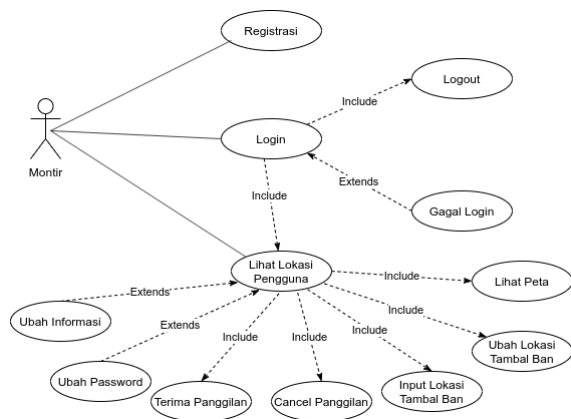 Registrasi
Logout
Include
Login
Montir
Extends
Include
Gagal Login
Lihat Lokasi
Pengguna
Include
Lihat Peta
Extends
Ubah Informasi
Extends
Include
Include
Include
Include
Ubah Lokasi
Tambal Ban
Ubah Password
Terima Panggilan
Cancel Panggilan
Input Lokasi
Tambal Ban